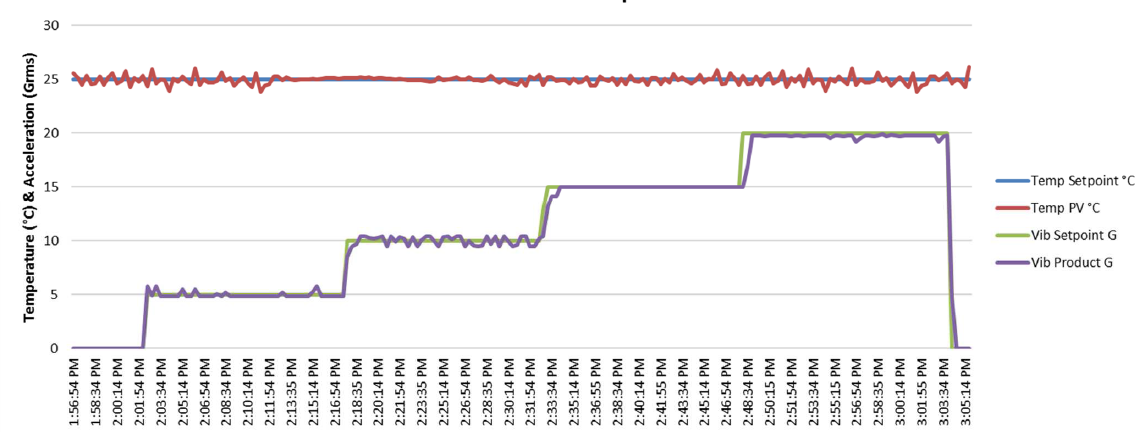 30
25
20
15
10
5
0
Temperature (°C) & Acceleration (Grms)
1:56:54 PM
1:58:34 PM
2:00:14 PM
2:01:54 PM
2:03:34 PM
2:05:14 PM
2:06:54 PM
2:08:34 PM
2:10:14 PM
2:11:54 PM
2:13:35 PM
2:15:14 PM
2:16:54 PM
2:18:35 PM
2:20:14 PM
2:21:54 PM
2:23:35 PM
2:25:14 PM
2:26:54 PM
2:28:35 PM
2:30:14 PM
2:31:54 PM
2:33:34 PM
2:35:14 PM
2:36:55 PM
2:38:34 PM
2:40:14 PM
2:41:55 PM
2:43:34 PM
2:45:14 PM
2:46:54 PM
2:48:34 PM
2:50:15 PM
2:51:54 PM
2:53:34 PM
2:55:14 PM
2:56:54 PM
2:58:35 PM
3:00:14 PM
3:01:55 PM
3:03:34 PM
3:05:14 PM
Temp Setpoint °C
Temp PV °C
Vib Setpoint G
Vib Product G